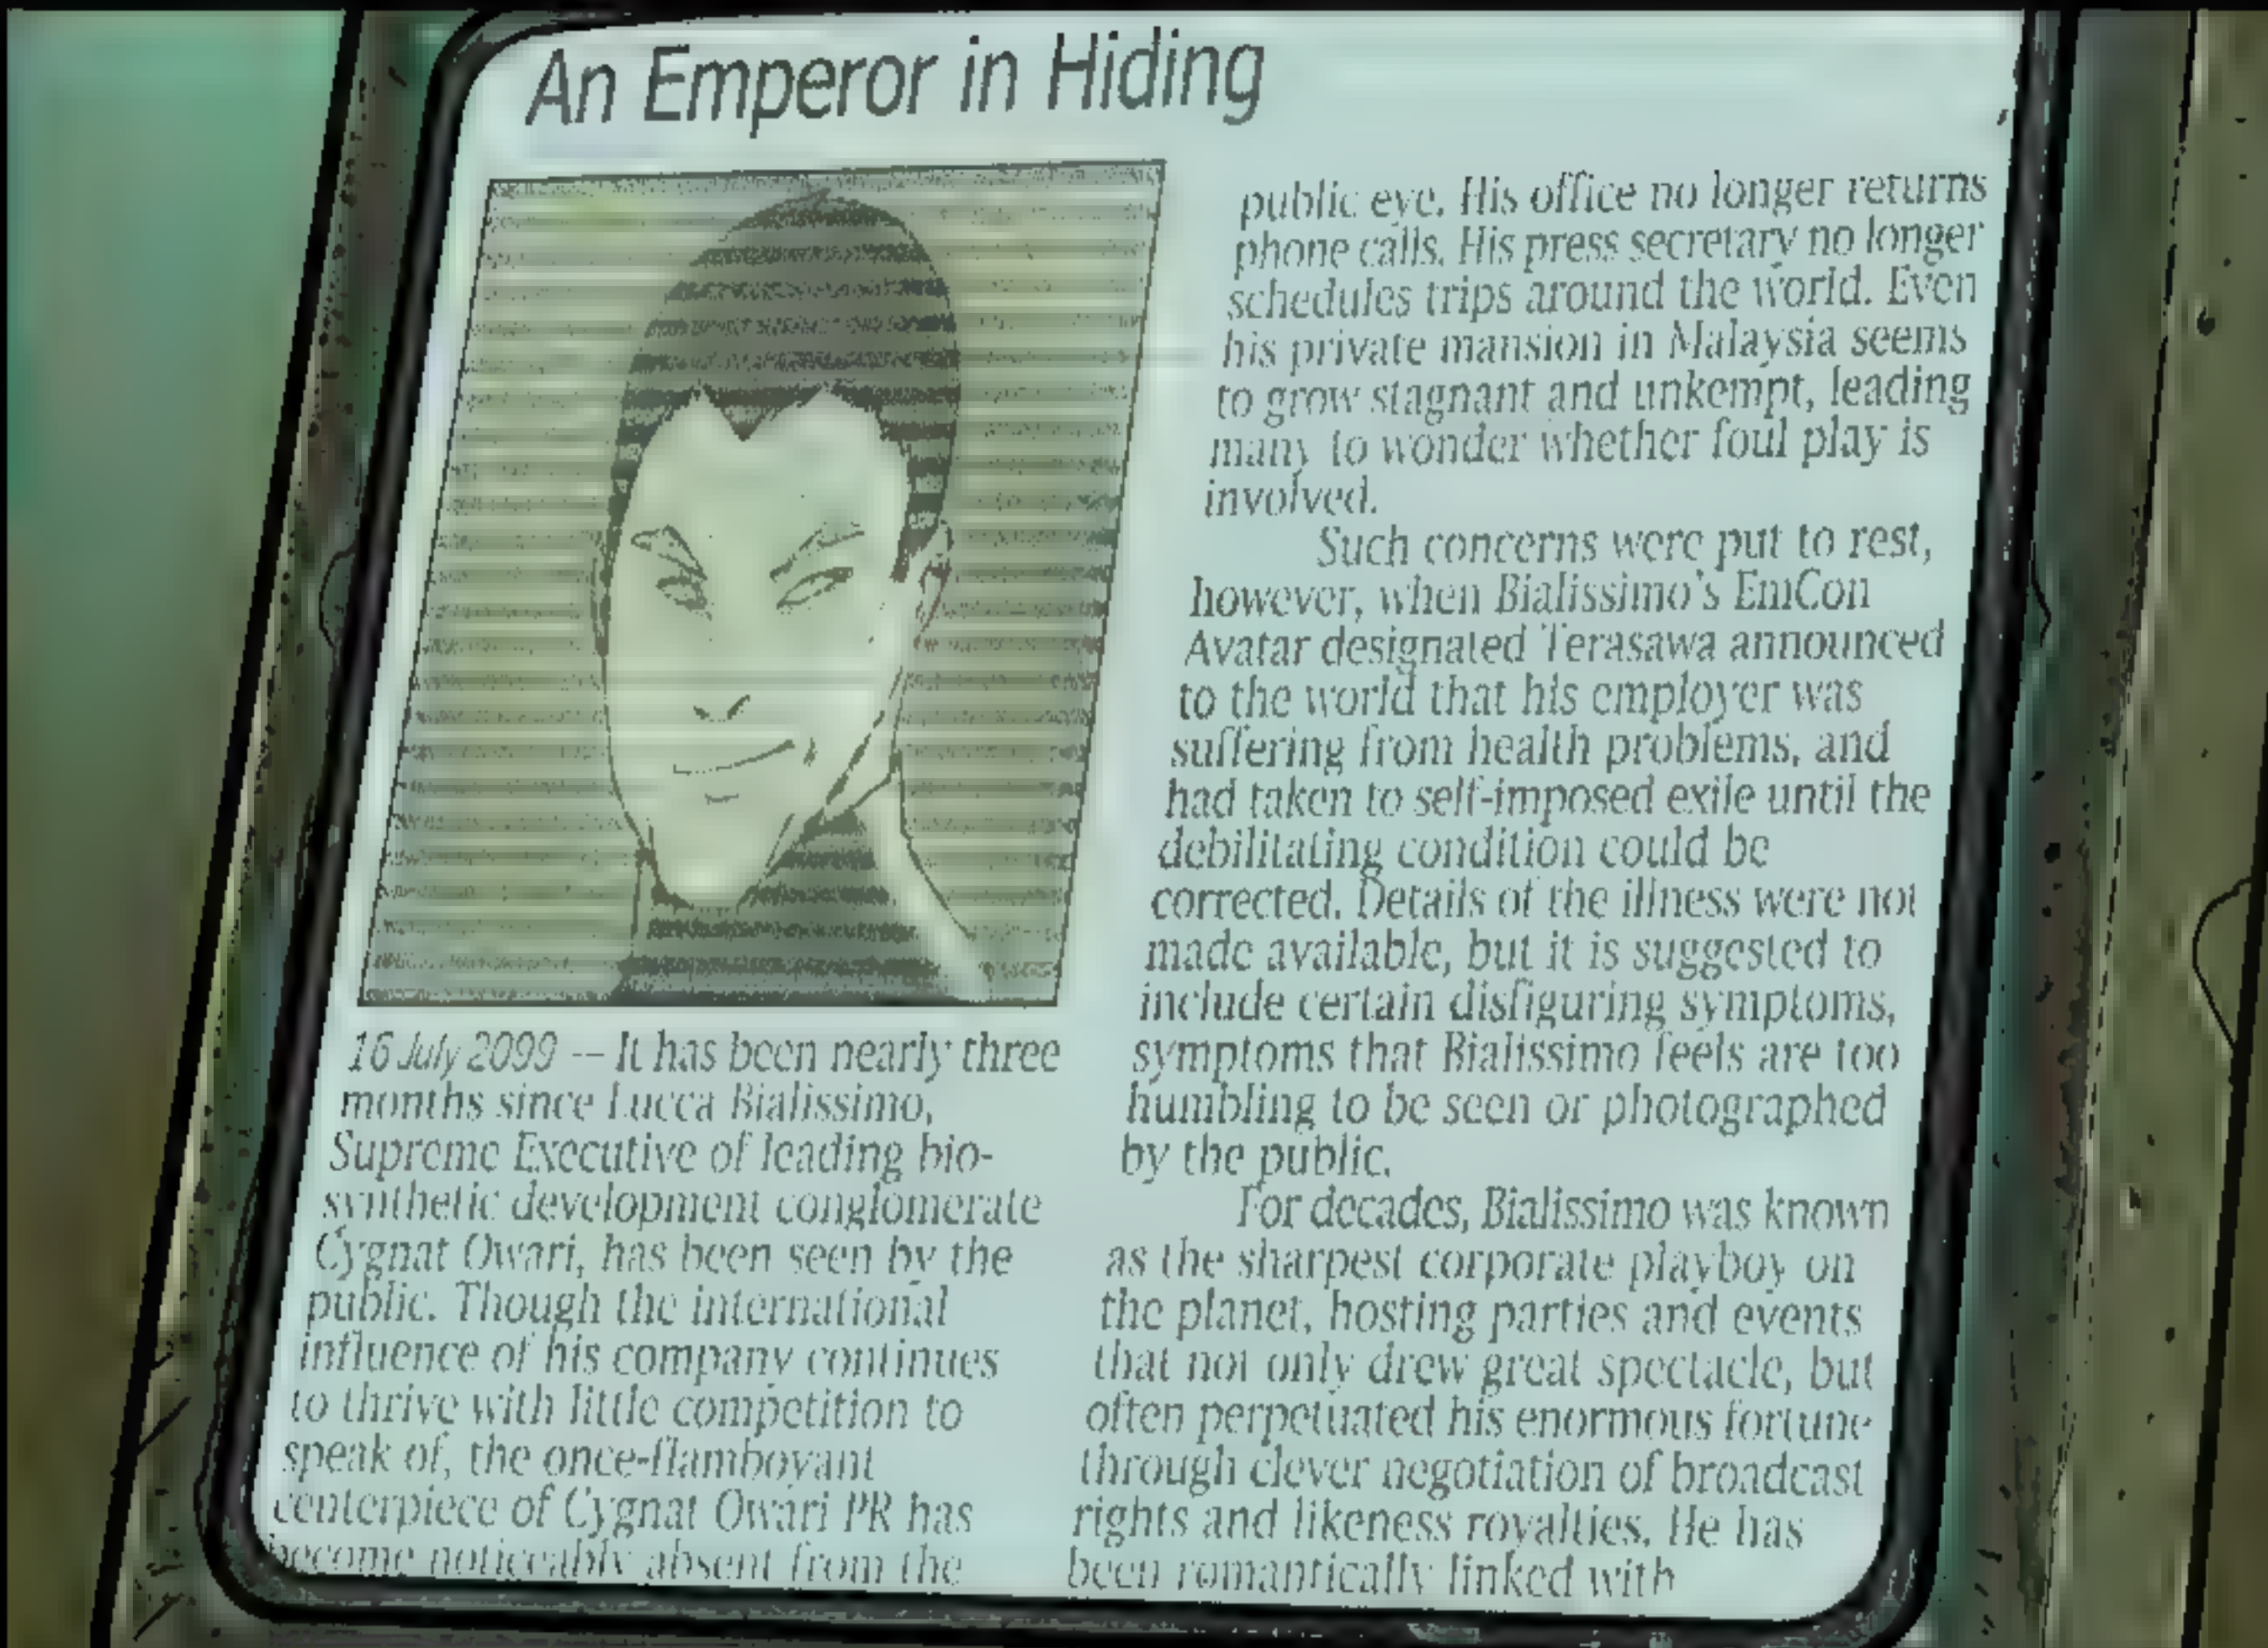 An Emperor in Hiding
16 July 2099 -- It has been nearly three
months since Lucca Bialissimo,
Supreme Executive of leading bio-
synthetic development conglomerate
Cygnat Owari, has been seen by the
public. Though the international
influence of his company continues
to thrive with little competition to
speak of, the once-flamboyant
centerpiece of Cygnat Owari PR has
become noticeably absent from the
public eye. His office no longer returns
phone calls. His press secretary no longer
schedules trips around the world. Even
his private mansion in Malaysia seems
to grow stagnant and unkempt, leading
many to wonder whether foul play is
involved.
Such concerns were put to rest,
however, when Bialissimo's EmCon
Avatar designated Terasawa announced
to the world that his employer was
suffering from health problems, and
had taken to self-imposed exile until the
debilitating condition could be
corrected. Details of the illness were not
made available, but it is suggested to
include certain disfiguring symptoms,
symptoms that Bialissimo feels are too
humbling to be seen or photographed
by the public.
For decades, Bialissimo was known
as the sharpest corporate playboy on
the planet, hosting parties and events
that not only drew great spectacle, but
often perpetuated his enormous fortune
through clever negotiation of broadcast
rights and likeness royalties. He has
been romantically linked with